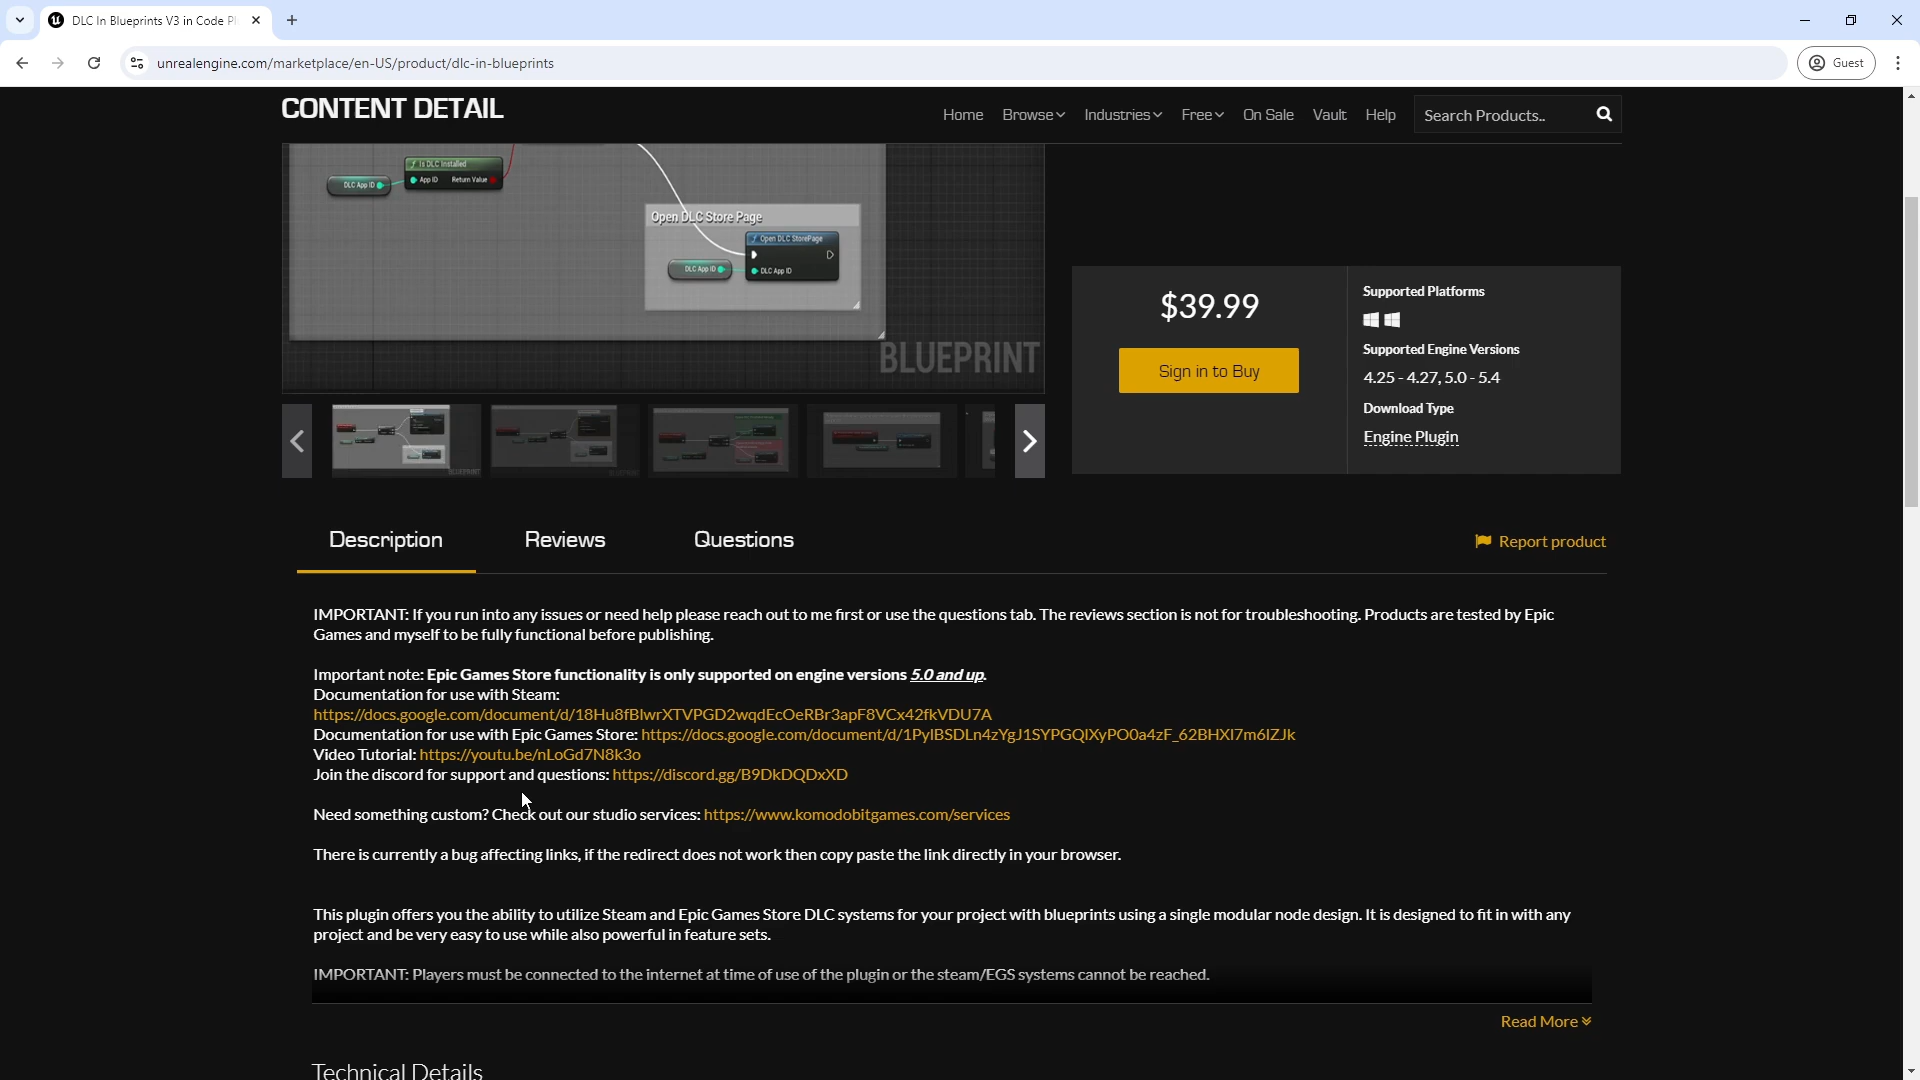 DLC In Blueprints V3 in Code Pl
unrealengine.com/marketplace/en-US/product/dlc-in-blueprints
Guest
CONTENT DETAIL
Home Browse Industries Free On Sale Vault Help Search Products..
Is DLC Installed
DLC App ID App ID Return Value
Open DLC Store Page
Open DLC StorePage
DLC App ID DLC App ID
BLUEPRINT
$39.99
Sign in to Buy
Supported Platforms
Supported Engine Versions
4.25 - 4.27, 5.0 - 5.4
Download Type
Engine Plugin
Description Reviews Questions Report product
IMPORTANT: If you run into any issues or need help please reach out to me first or use the questions tab. The reviews section is not for troubleshooting. Products are tested by Epic
Games and myself to be fully functional before publishing.
Important note: Epic Games Store functionality is only supported on engine versions 5.0 and up.
Documentation for use with Steam:
https://docs.google.com/document/d/18Hu8fBlwrXTVPGD2wqdEcOeRBr3apF8VCx42fkVDU7A
Documentation for use with Epic Games Store: https://docs.google.com/document/d/1PyIBSDLn4zYgJ1SYPGQIXyPO0a4zF_62BHXI7m6IZJk
Video Tutorial: https://youtu.be/nLoGd7N8k3o
Join the discord for support and questions: https://discord.gg/B9DkDQDxXD
Need something custom? Check out our studio services: https://www.komodobitgames.com/services
There is currently a bug affecting links, if the redirect does not work then copy paste the link directly in your browser.
This plugin offers you the ability to utilize Steam and Epic Games Store DLC systems for your project with blueprints using a single modular node design. It is designed to fit in with any
project and be very easy to use while also powerful in feature sets.
IMPORTANT: Players must be connected to the internet at time of use of the plugin or the steam/EGS systems cannot be reached.
Read More
Technical Details